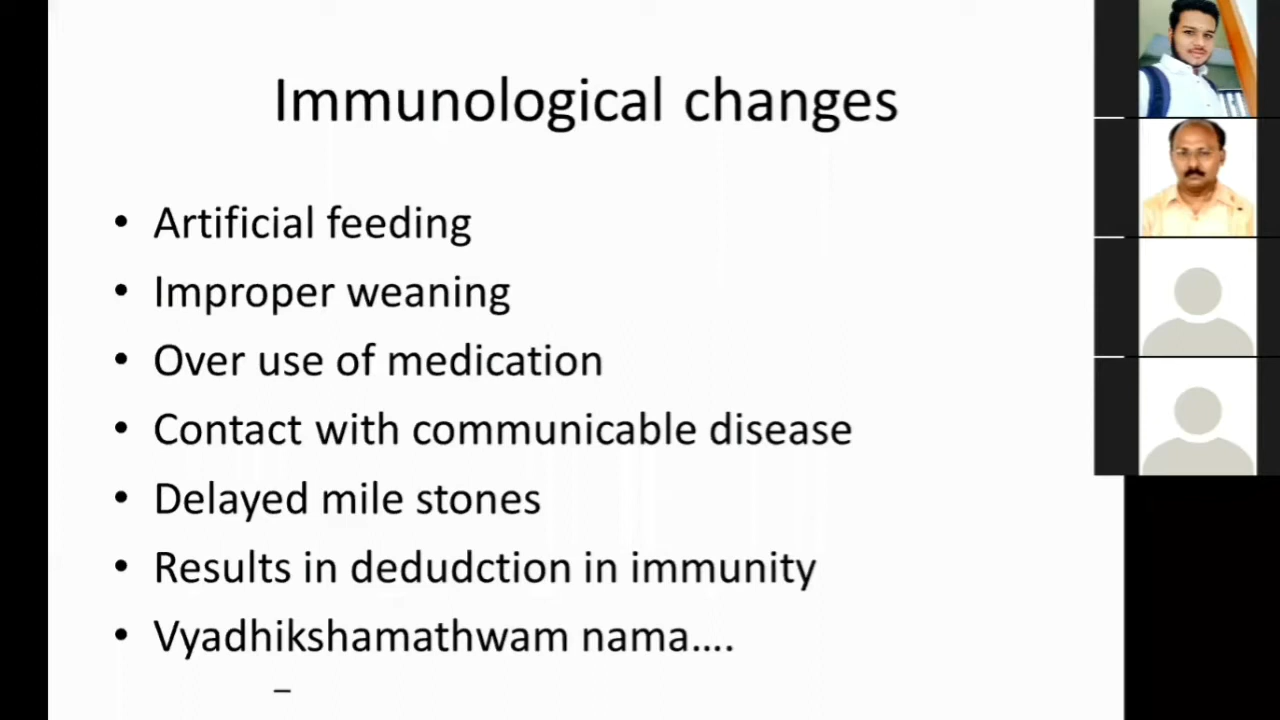 Immunological changes
• Artificial feeding
• Improper weaning
• Over use of medication
• Contact with communicable disease
• Delayed mile stones
• Results in dedudction in immunity
• Vyadhikshamathwam nama....
–